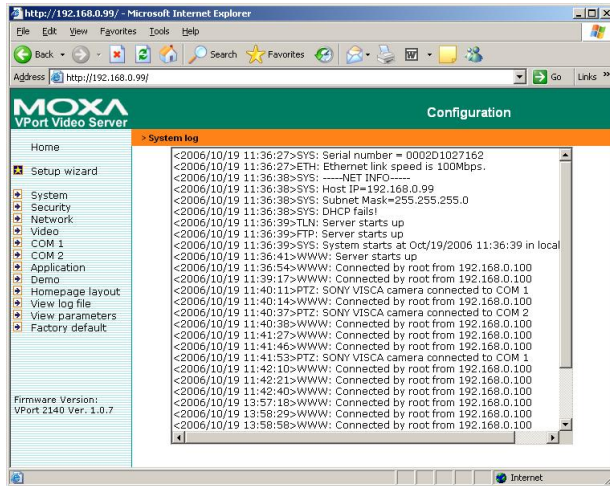 http://192.168.0.99/ - Microsoft Internet Explorer
File Edit View Favorites Tools Help
Back Search Favorites
Address http://192.168.0.99/ Go Links »
MOXA
VPort Video Server
Configuration
> System log
Home
Setup wizard
System
Security
Network
Video
COM 1
COM 2
Application
Demo
Homepage layout
View log file
View parameters
Factory default
Firmware Version:
VPort 2140 Ver. 1.0.7
<2006/10/19 11:36:27>SYS: Serial number = 0002D1027162
<2006/10/19 11:36:27>ETH: Ethernet link speed is 100Mbps.
<2006/10/19 11:36:38>SYS: -----NET INFO-----
<2006/10/19 11:36:38>SYS: Host IP=192.168.0.99
<2006/10/19 11:36:38>SYS: Subnet Mask=255.255.255.0
<2006/10/19 11:36:38>SYS: DHCP fails!
<2006/10/19 11:36:39>TLN: Server starts up
<2006/10/19 11:36:39>FTP: Server starts up
<2006/10/19 11:36:39>SYS: System starts at Oct/19/2006 11:36:39 in local
<2006/10/19 11:36:41>WWW: Server starts up
<2006/10/19 11:36:54>WWW: Connected by root from 192.168.0.100
<2006/10/19 11:39:17>WWW: Connected by root from 192.168.0.100
<2006/10/19 11:40:11>PTZ: SONY VISCA camera connected to COM 1
<2006/10/19 11:40:14>WWW: Connected by root from 192.168.0.100
<2006/10/19 11:40:37>PTZ: SONY VISCA camera connected to COM 2
<2006/10/19 11:40:38>WWW: Connected by root from 192.168.0.100
<2006/10/19 11:41:27>WWW: Connected by root from 192.168.0.100
<2006/10/19 11:41:46>WWW: Connected by root from 192.168.0.100
<2006/10/19 11:41:53>PTZ: SONY VISCA camera connected to COM 1
<2006/10/19 11:42:10>WWW: Connected by root from 192.168.0.100
<2006/10/19 11:42:21>WWW: Connected by root from 192.168.0.100
<2006/10/19 11:42:40>WWW: Connected by root from 192.168.0.100
<2006/10/19 13:57:18>WWW: Connected by root from 192.168.0.100
<2006/10/19 13:58:29>WWW: Connected by root from 192.168.0.100
<2006/10/19 13:58:58>WWW: Connected by root from 192.168.0.100
Internet